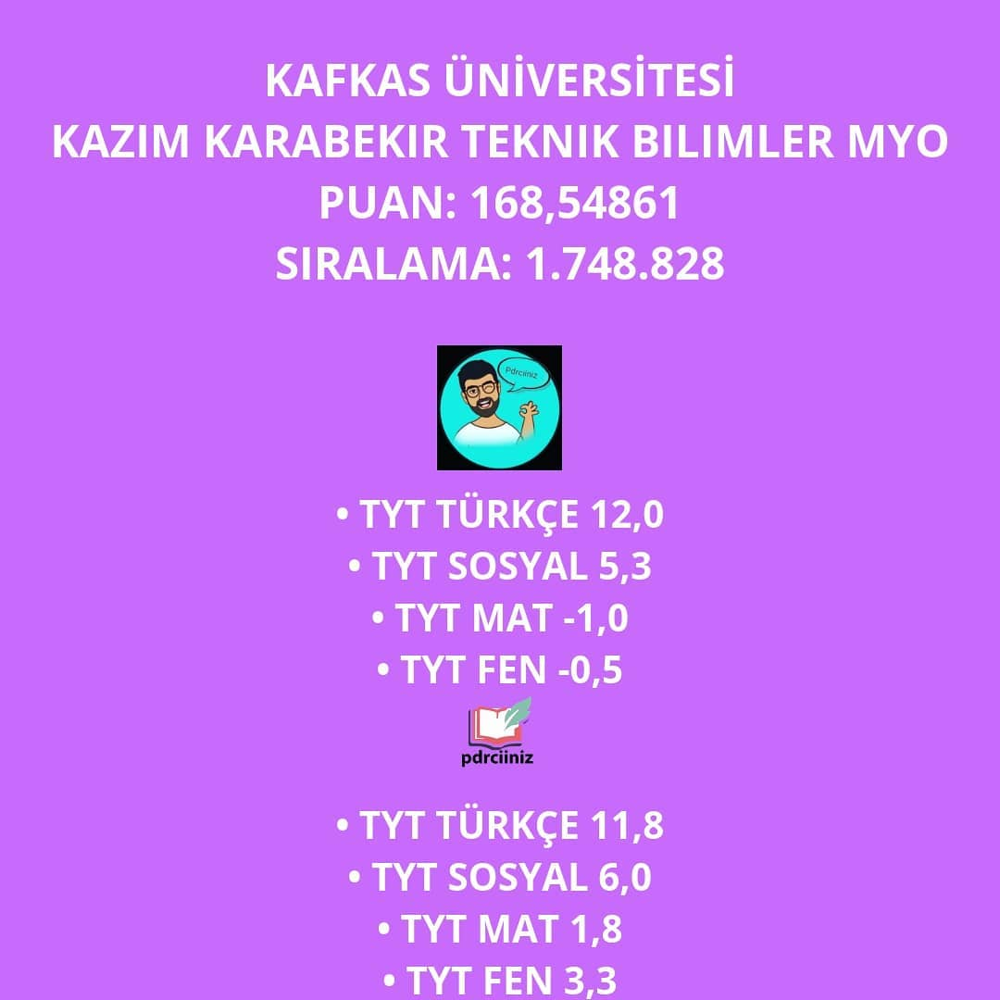 KAFKAS ÜNİVERSİTESİ
KAZIM KARABEKIR TEKNIK BILIMLER MYO
PUAN: 168,54861
SIRALAMA: 1.748.828
Pdrciiniz
• TYT TÜRKÇE 12,0
• TYT SOSYAL 5,3
• TYT MAT -1,0
• TYT FEN -0,5
pdrciiniz
• TYT TÜRKÇE 11,8
• TYT SOSYAL 6,0
• TYT MAT 1,8
• TYT FEN 3,3